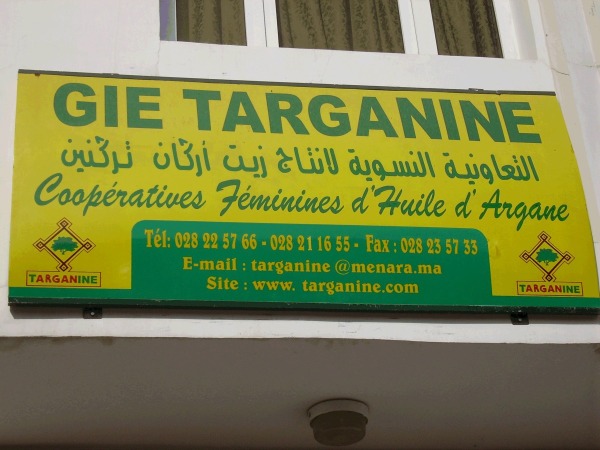 GIE TARGANINE
التعاونية النسوية لانتاج زيت أركان تركنين
Coopératives Féminines d'Huile d'Argane
Tél: 028 22 57 66 - 028 21 16 55 - Fax : 028 23 57 33
E-mail : targanine @menara.ma
Site : www. targanine.com
TARGANINE
TARGANINE